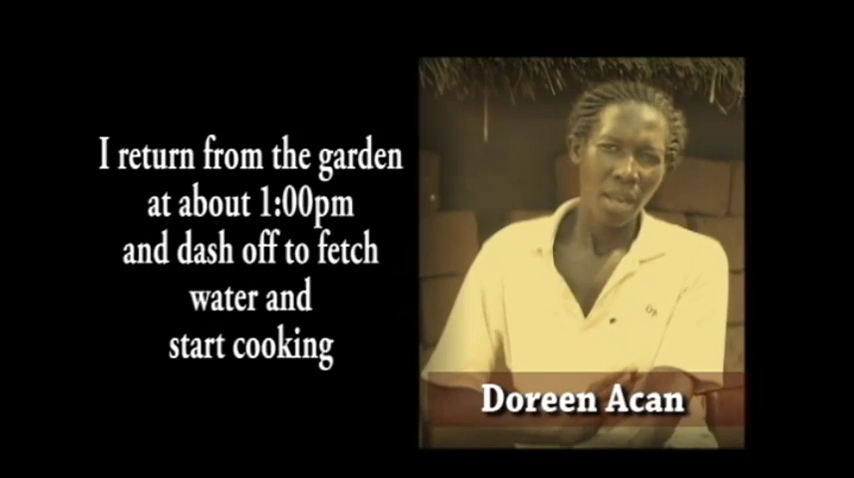 I return from the garden
at about 1:00pm
and dash off to fetch
water and
start cooking
Doreen Acan